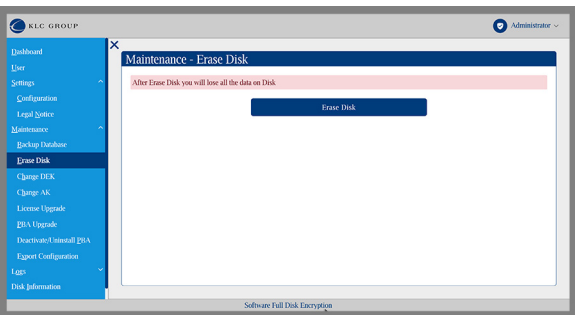 KLC GROUP
Administrator
Dashboard
User
Settings
Configuration
Legal Notice
Maintenance
Backup Database
Erase Disk
Change DEK
Change AK
License Upgrade
PBA Upgrade
Deactivate/Uninstall PBA
Export Configuration
Logs
Disk Information
Maintenance - Erase Disk
After Erase Disk you will lose all the data on Disk
Erase Disk
Software Full Disk Encryption